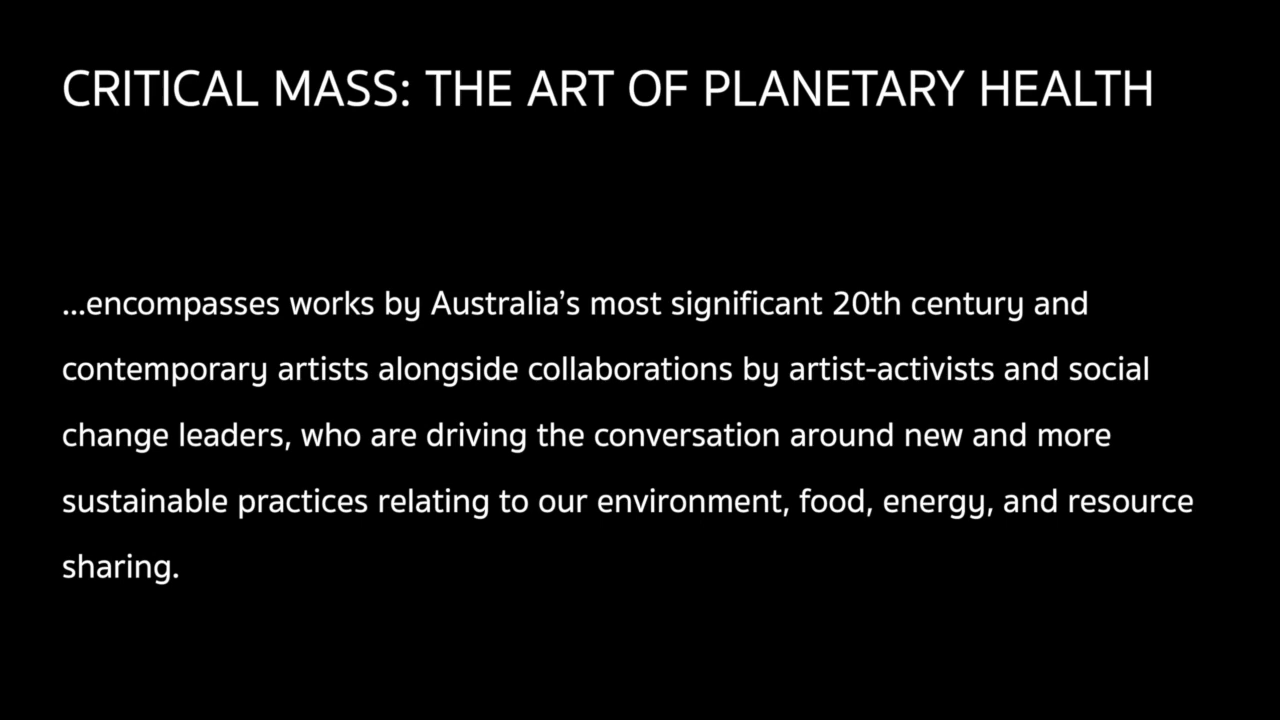 CRITICAL MASS: THE ART OF PLANETARY HEALTH
...encompasses works by Australia’s most significant 20th century and
contemporary artists alongside collaborations by artist-activists and social
change leaders, who are driving the conversation around new and more
sustainable practices relating to our environment, food, energy, and resource
sharing.